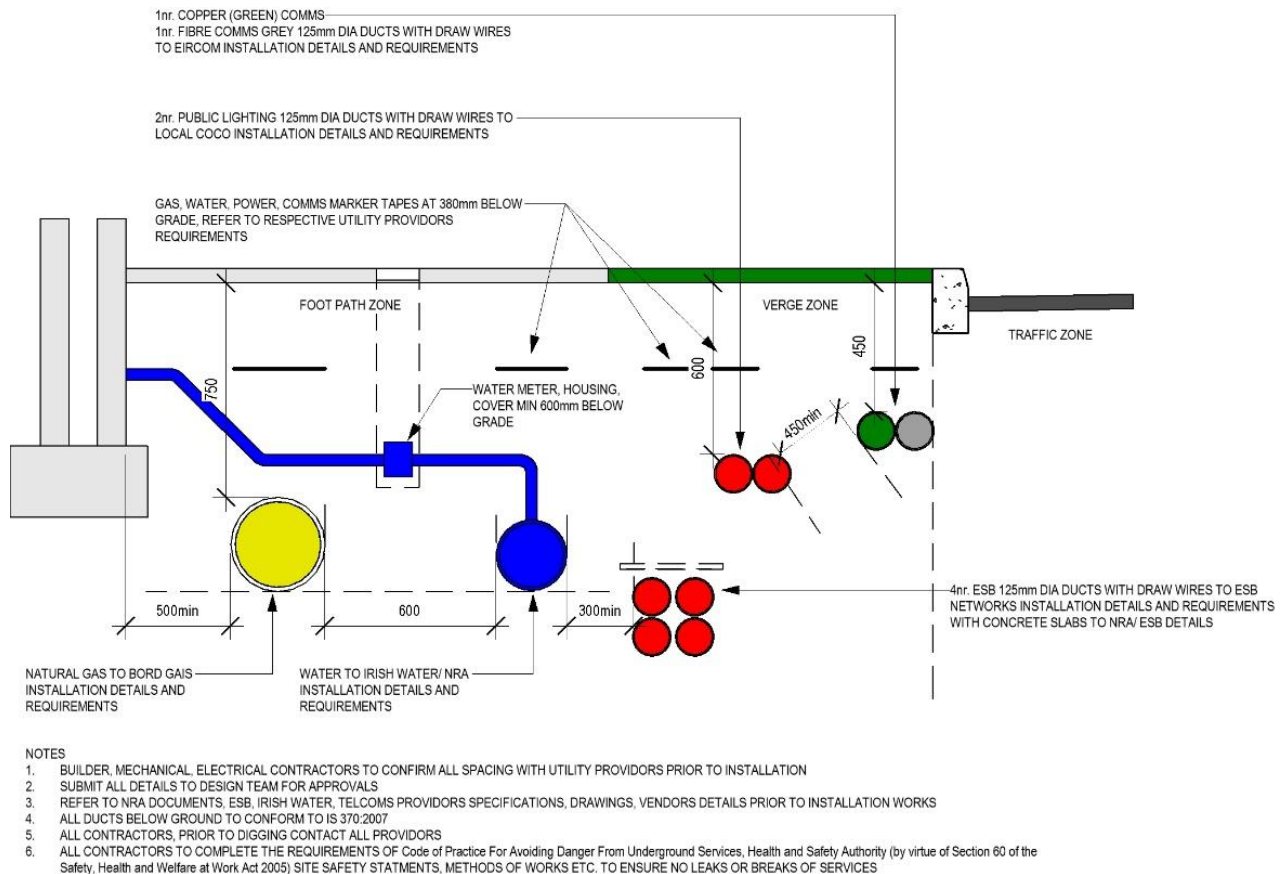 1nr. COPPER (GREEN) COMMS
1nr. FIBRE COMMS GREY 125mm DIA DUCTS WITH DRAW WIRES
TO EIRCOM INSTALLATION DETAILS AND REQUIREMENTS
2nr. PUBLIC LIGHTING 125mm DIA DUCTS WITH DRAW WIRES TO
LOCAL COCO INSTALLATION DETAILS AND REQUIREMENTS
GAS, WATER, POWER, COMMS MARKER TAPES AT 380mm BELOW
GRADE, REFER TO RESPECTIVE UTILITY PROVIDORS
REQUIREMENTS
FOOT PATH ZONE
VERGE ZONE
TRAFFIC ZONE
750
600
450
450min
WATER METER, HOUSING,
COVER MIN 600mm BELOW
GRADE
500min
600
300min
4nr. ESB 125mm DIA DUCTS WITH DRAW WIRES TO ESB
NETWORKS INSTALLATION DETAILS AND REQUIREMENTS
WITH CONCRETE SLABS TO NRA/ ESB DETAILS
NATURAL GAS TO BORD GAIS
INSTALLATION DETAILS AND
REQUIREMENTS
WATER TO IRISH WATER/ NRA
INSTALLATION DETAILS AND
REQUIREMENTS
NOTES
1. BUILDER, MECHANICAL, ELECTRICAL CONTRACTORS TO CONFIRM ALL SPACING WITH UTILITY PROVIDORS PRIOR TO INSTALLATION
2. SUBMIT ALL DETAILS TO DESIGN TEAM FOR APPROVALS
3. REFER TO NRA DOCUMENTS, ESB, IRISH WATER, TELCOMS PROVIDORS SPECIFICATIONS, DRAWINGS, VENDORS DETAILS PRIOR TO INSTALLATION WORKS
4. ALL DUCTS BELOW GROUND TO CONFORM TO IS 370:2007
5. ALL CONTRACTORS, PRIOR TO DIGGING CONTACT ALL PROVIDORS
6. ALL CONTRACTORS TO COMPLETE THE REQUIREMENTS OF Code of Practice For Avoiding Danger From Underground Services, Health and Safety Authority (by virtue of Section 60 of the
Safety, Health and Welfare at Work Act 2005) SITE SAFETY STATMENTS, METHODS OF WORKS ETC. TO ENSURE NO LEAKS OR BREAKS OF SERVICES